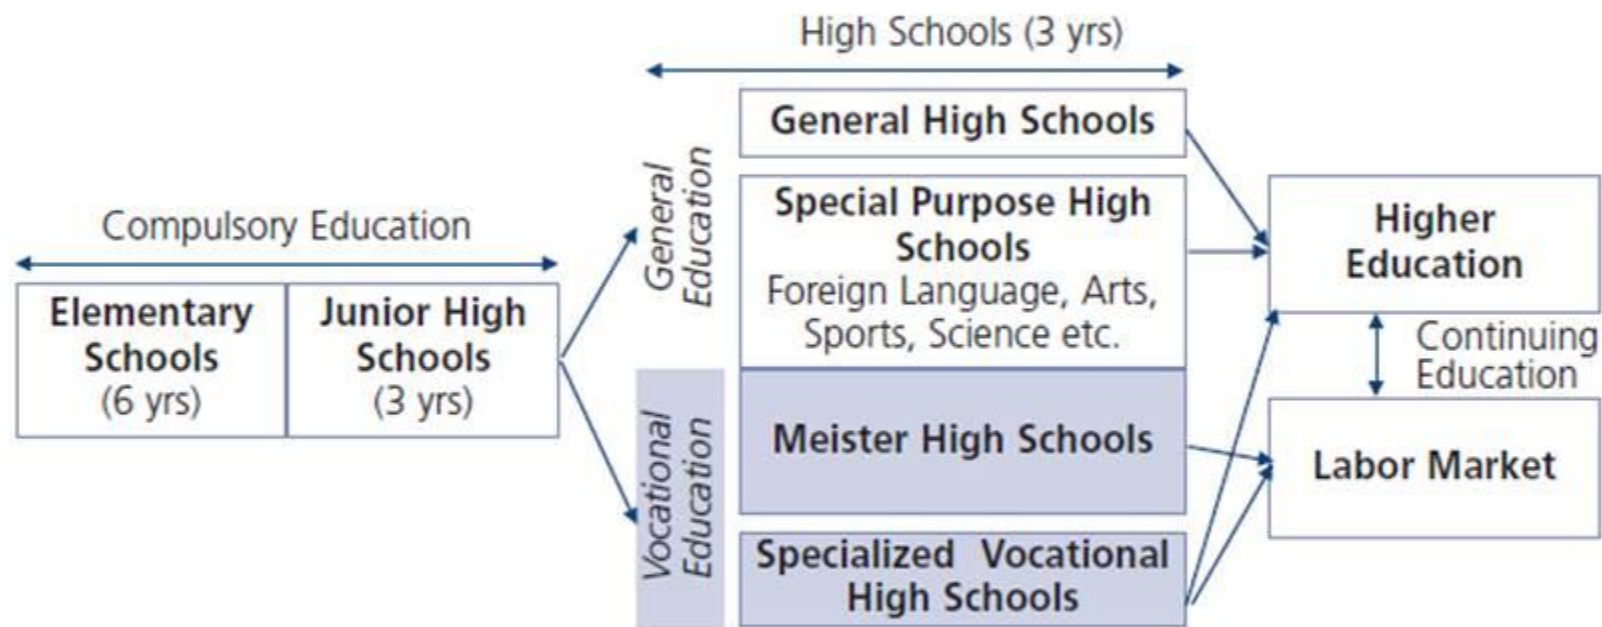 High Schools (3 yrs)
Compulsory Education
Elementary
Schools
(6 yrs)
Junior High
Schools
(3 yrs)
General
Education
Vocational
Education
General High Schools
Special Purpose High
Schools
Foreign Language, Arts,
Sports, Science etc.
Meister High Schools
Specialized Vocational
High Schools
Higher
Education
Continuing
Education
Labor Market